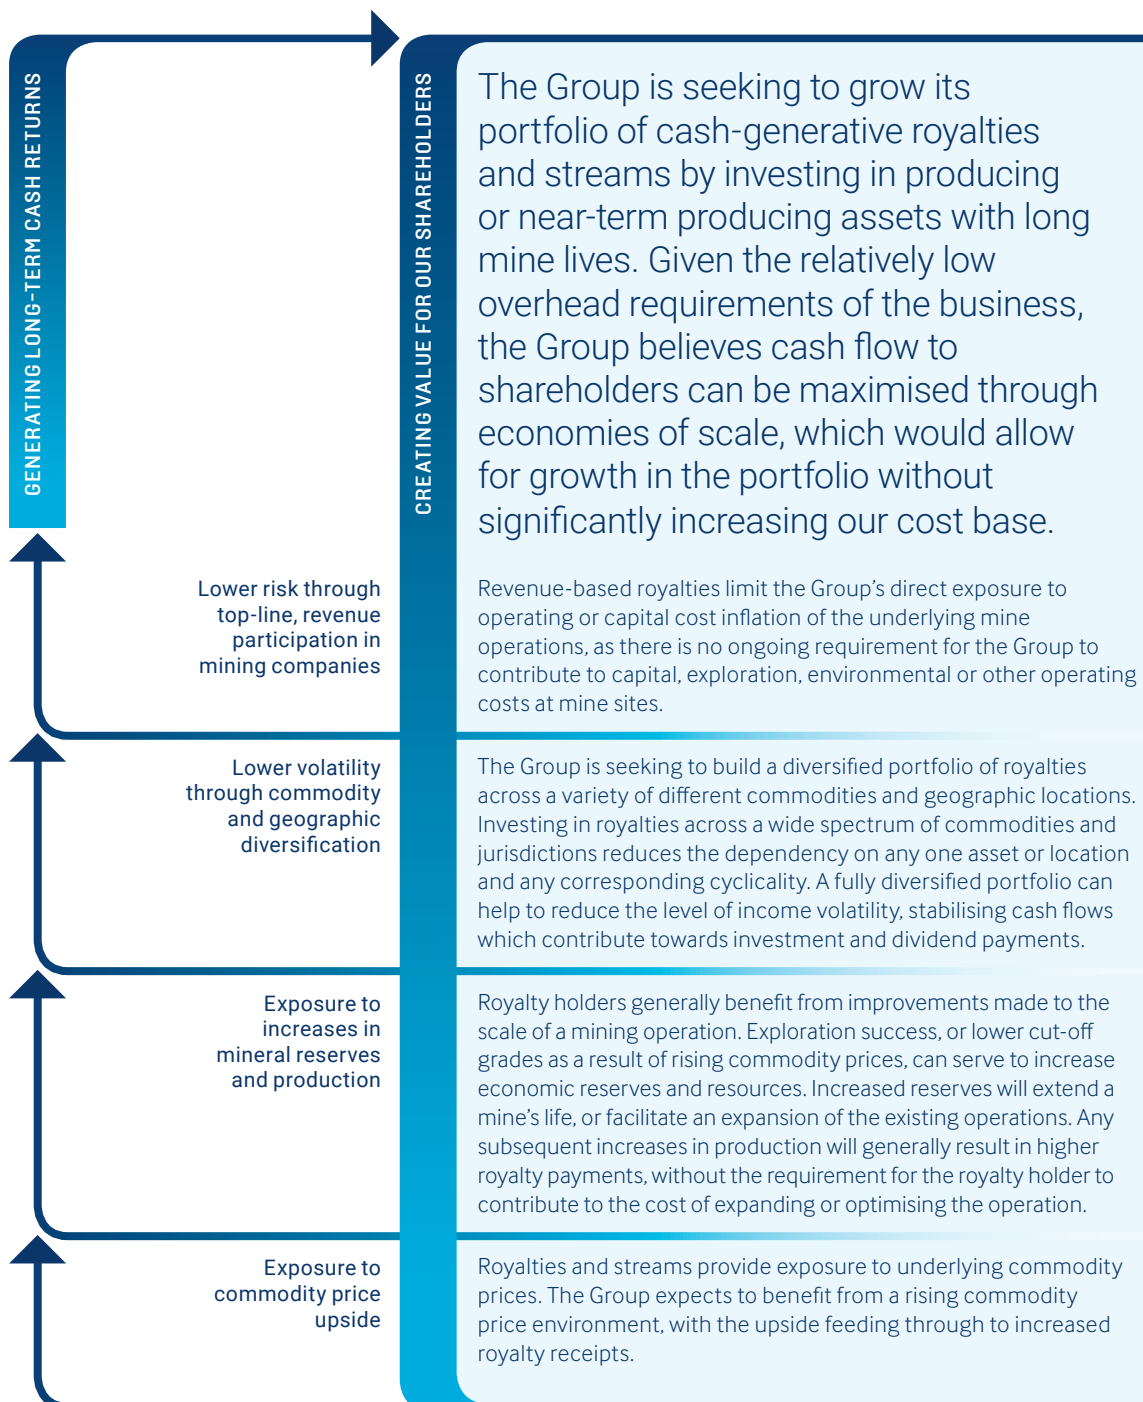 GENERATING LONG-TERM CASH RETURNS
CREATING VALUE FOR OUR SHAREHOLDERS
The Group is seeking to grow its
portfolio of cash-generative royalties
and streams by investing in producing
or near-term producing assets with long
mine lives. Given the relatively low
overhead requirements of the business,
the Group believes cash flow to
shareholders can be maximised through
economies of scale, which would allow
for growth in the portfolio without
significantly increasing our cost base.
Lower risk through
top-line, revenue
participation in
mining companies
Revenue-based royalties limit the Group’s direct exposure to
operating or capital cost inflation of the underlying mine
operations, as there is no ongoing requirement for the Group to
contribute to capital, exploration, environmental or other operating
costs at mine sites.
Lower volatility
through commodity
and geographic
diversification
The Group is seeking to build a diversified portfolio of royalties
across a variety of different commodities and geographic locations.
Investing in royalties across a wide spectrum of commodities and
jurisdictions reduces the dependency on any one asset or location
and any corresponding cyclicality. A fully diversified portfolio can
help to reduce the level of income volatility, stabilising cash flows
which contribute towards investment and dividend payments.
Exposure to
increases in
mineral reserves
and production
Royalty holders generally benefit from improvements made to the
scale of a mining operation. Exploration success, or lower cut-off
grades as a result of rising commodity prices, can serve to increase
economic reserves and resources. Increased reserves will extend a
mine’s life, or facilitate an expansion of the existing operations. Any
subsequent increases in production will generally result in higher
royalty payments, without the requirement for the royalty holder to
contribute to the cost of expanding or optimising the operation.
Exposure to
commodity price
upside
Royalties and streams provide exposure to underlying commodity
prices. The Group expects to benefit from a rising commodity
price environment, with the upside feeding through to increased
royalty receipts.